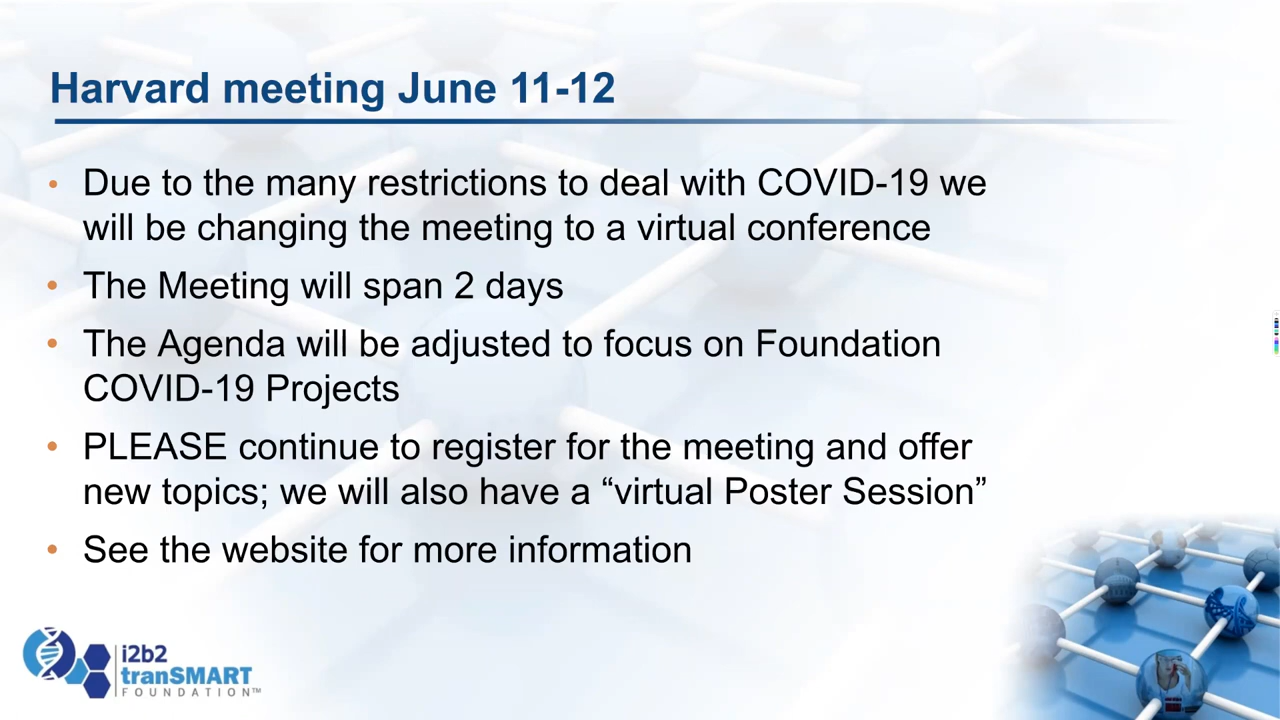 Harvard meeting June 11-12
• Due to the many restrictions to deal with COVID-19 we
will be changing the meeting to a virtual conference
• The Meeting will span 2 days
• The Agenda will be adjusted to focus on Foundation
COVID-19 Projects
• PLEASE continue to register for the meeting and offer
new topics; we will also have a “virtual Poster Session”
• See the website for more information
i2b2
tranSMART
FOUNDATION™